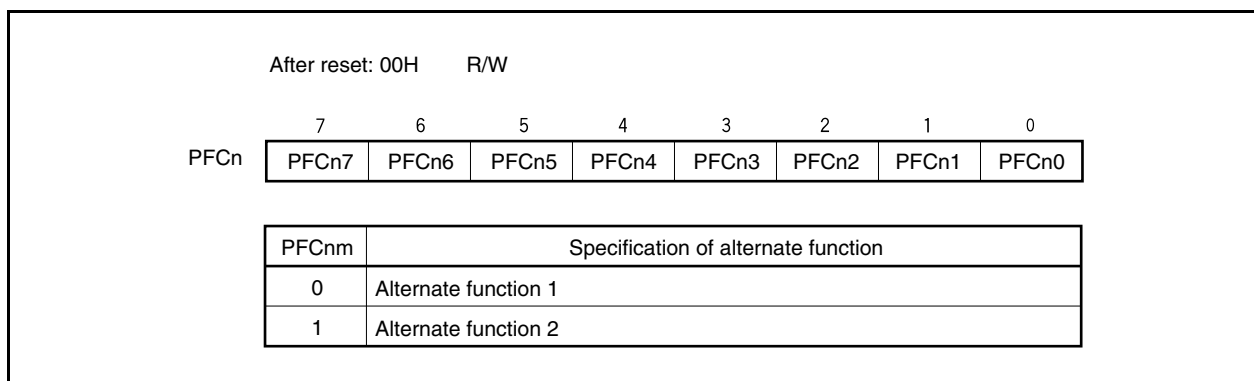 After reset: 00H R/W
7 6 5 4 3 2 1 0
PFCn PFCn7 PFCn6 PFCn5 PFCn4 PFCn3 PFCn2 PFCn1 PFCn0
PFCnm Specification of alternate function
0 Alternate function 1
1 Alternate function 2